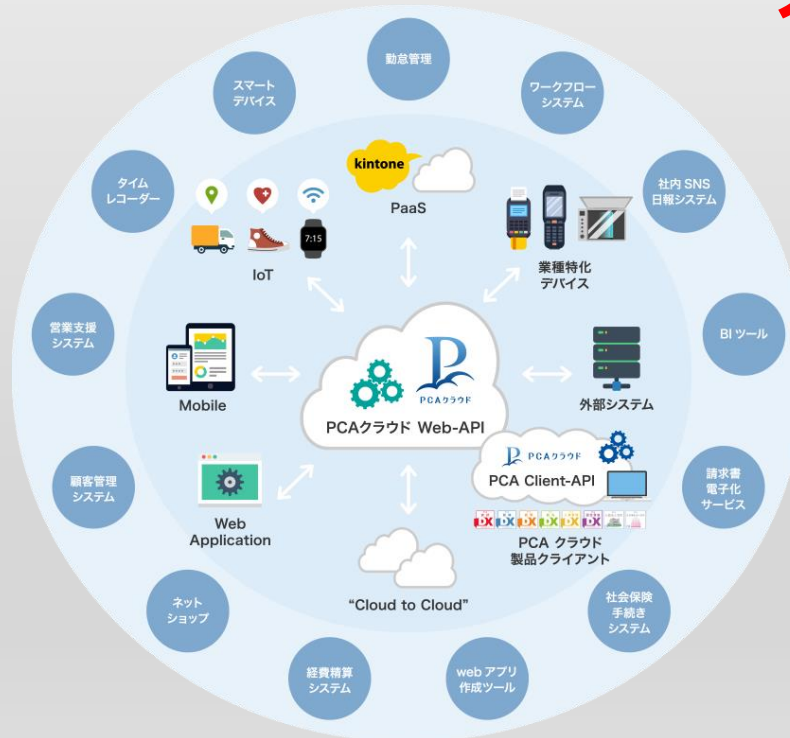 勤怠管理
スマート
デバイス
ワークフロー
システム
タイム
レコーダー
kintone
PaaS
社内 SNS
日報システム
7:15
IoT
業種特化
デバイス
営業支援
システム
BI ツール
Mobile
P
PCAクラウド
PCAクラウド Web-API
外部システム
P PCAクラウド
PCA Client-API
顧客管理
システム
請求書
電子化
サービス
Web
Application
DX DX DX DX DX DX
PCA クラウド
製品クライアント
“Cloud to Cloud”
ネット
ショップ
社会保険
手続き
システム
経費精算
システム
web アプリ
作成ツール